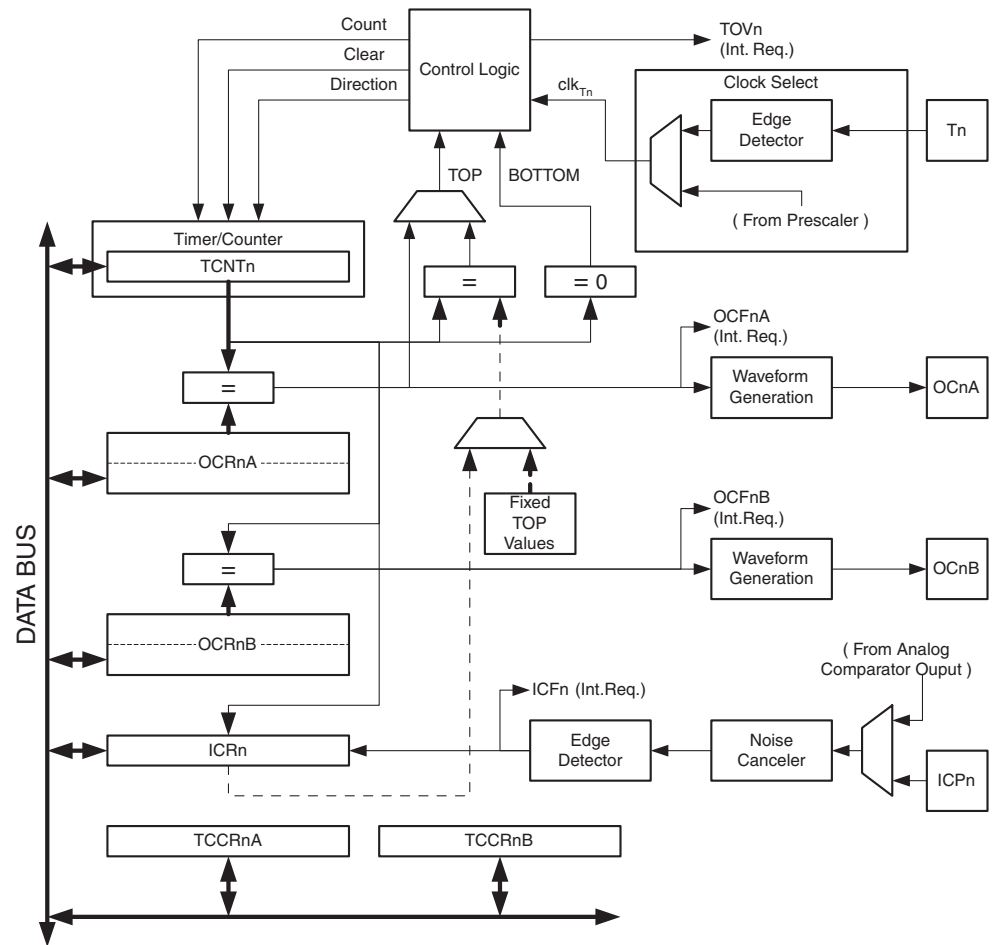 Count
TOVn
(Int. Req.)
Clear
Control Logic
Clock Select
Direction
clkTn
Edge
Detector
Tn
TOP
BOTTOM
( From Prescaler )
Timer/Counter
TCNTn
=
= 0
OCFnA
(Int. Req.)
=
Waveform
Generation
OCnA
OCRnA
Fixed
TOP
Values
OCFnB
(Int.Req.)
=
Waveform
Generation
OCnB
DATA BUS
OCRnB
( From Analog
Comparator Ouput )
ICFn (Int.Req.)
ICRn
Edge
Detector
Noise
Canceler
ICPn
TCCRnA
TCCRnB